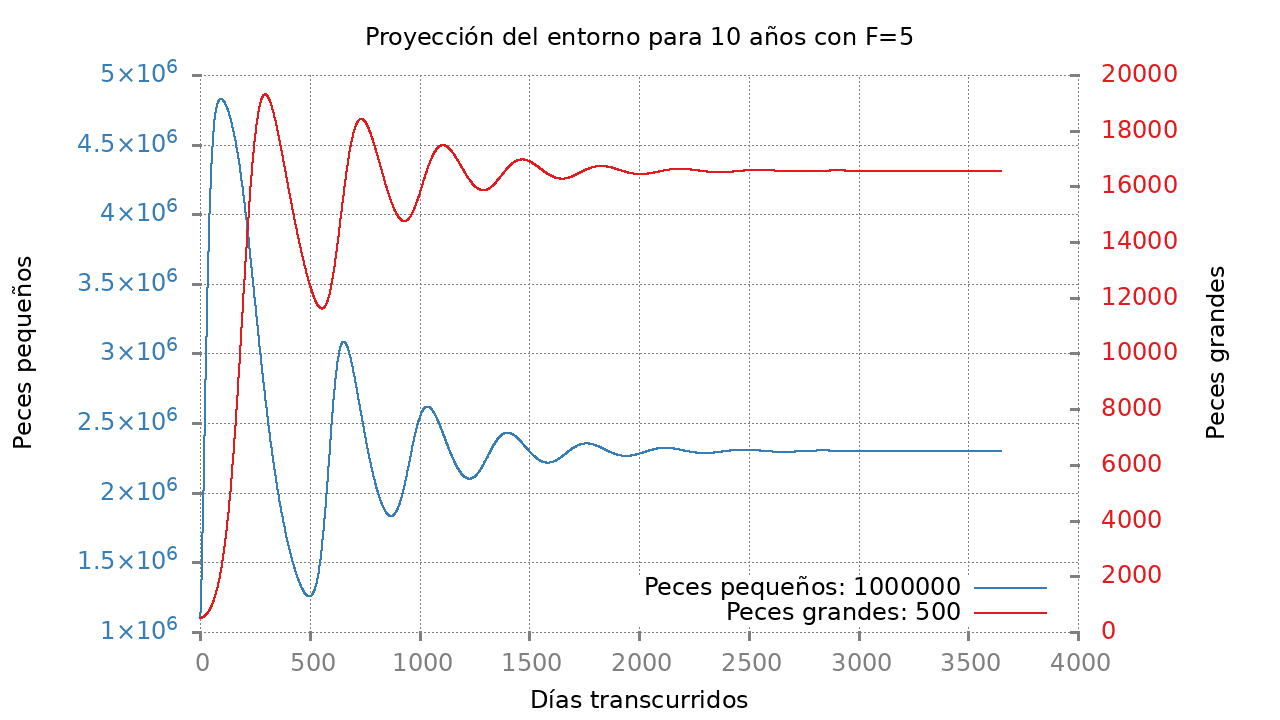 Proyección del entorno para 10 años con F=5
5×10⁶
4.5×10⁶
4×10⁶
3.5×10⁶
3×10⁶
2.5×10⁶
2×10⁶
1.5×10⁶
1×10⁶
Peces pequeños
20000
18000
16000
14000
12000
10000
8000
6000
4000
2000
0
Peces grandes
Peces pequeños: 1000000
Peces grandes: 500
0 500 1000 1500 2000 2500 3000 3500 4000
Días transcurridos